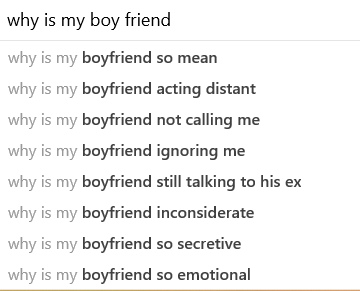 why is my boy friend
why is my boyfriend so mean
why is my boyfriend acting distant
why is my boyfriend not calling me
why is my boyfriend ignoring me
why is my boyfriend still talking to his ex
why is my boyfriend inconsiderate
why is my boyfriend so secretive
why is my boyfriend so emotional